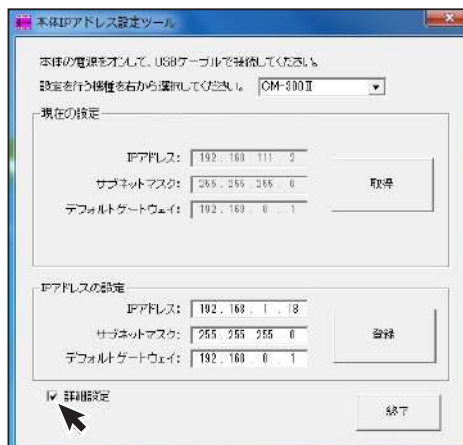 本体IPアドレス設定ツール
本体の電源をオンして、USBケーブルで接続してください。
設定を行う機種を右から選択してください。 CM-300Ⅱ
現在の設定
IPアドレス: 192 . 168 . 111 . 2
サブネットマスク: 255 . 255 . 255 . 0
デフォルトゲートウェイ: 192 . 168 . 0 . 1
取得
IPアドレスの設定
IPアドレス: 192 . 168 . 1 . 18
サブネットマスク: 255 . 255 . 255 . 0
デフォルトゲートウェイ: 192 . 168 . 0 . 1
登録
詳細設定
終了